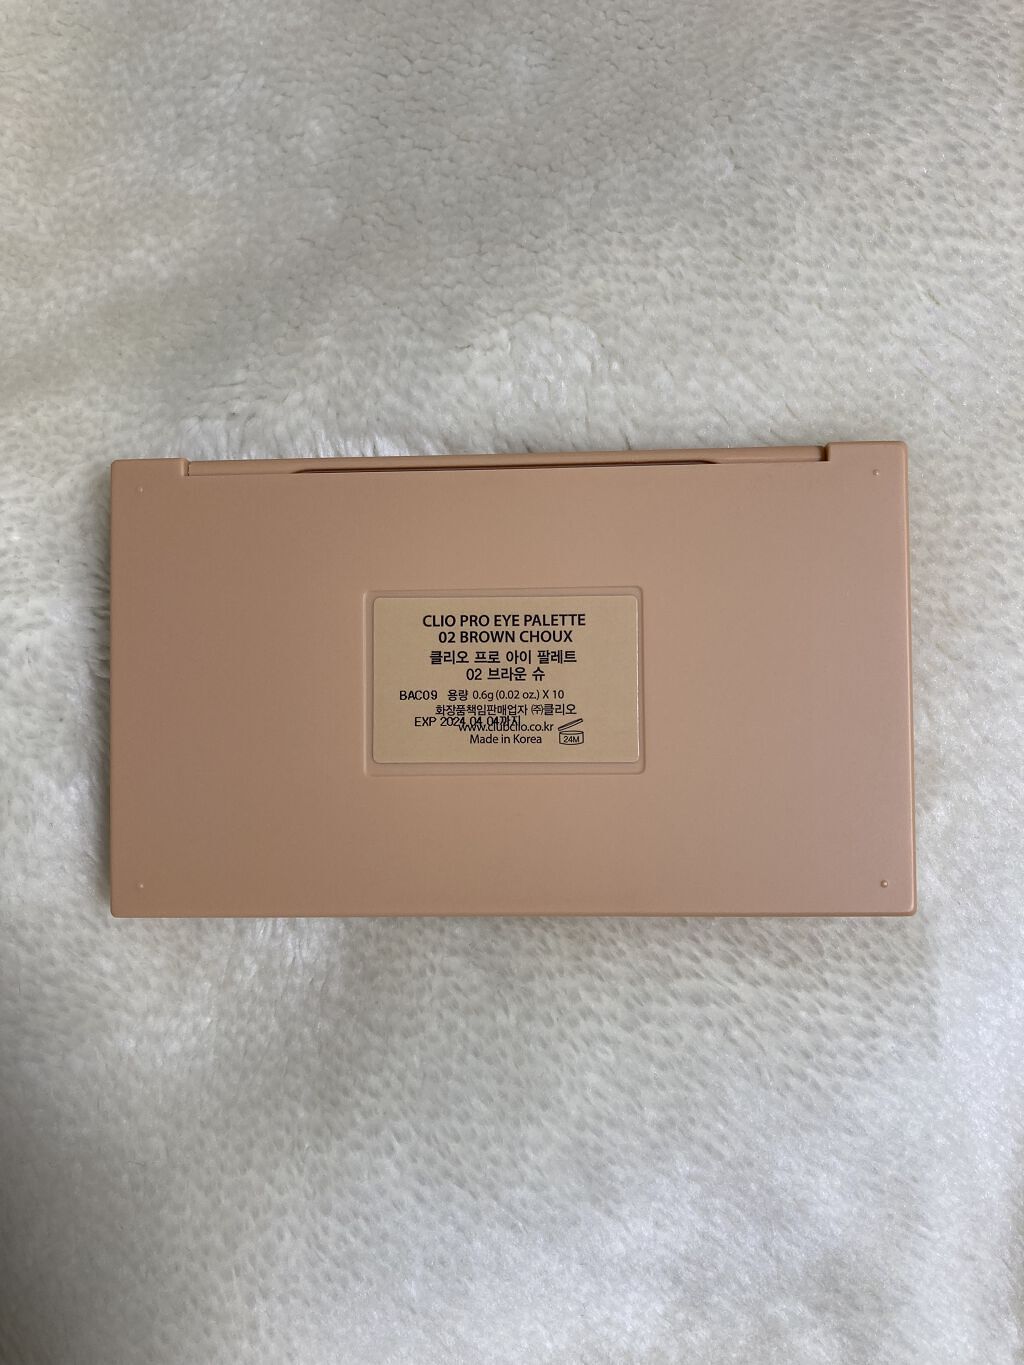 CLIO PRO EYE PALETTE
02 BROWN CHOUX
클리오 프로 아이 팔레트
02 브라운 슈
BAC09 용량 0.6g (0.02 oz.) X 10
화장품책임판매업자 ㈜클리오
EXP 2024.04.04까지
www.clubcilo.co.kr
Made in Korea
24M